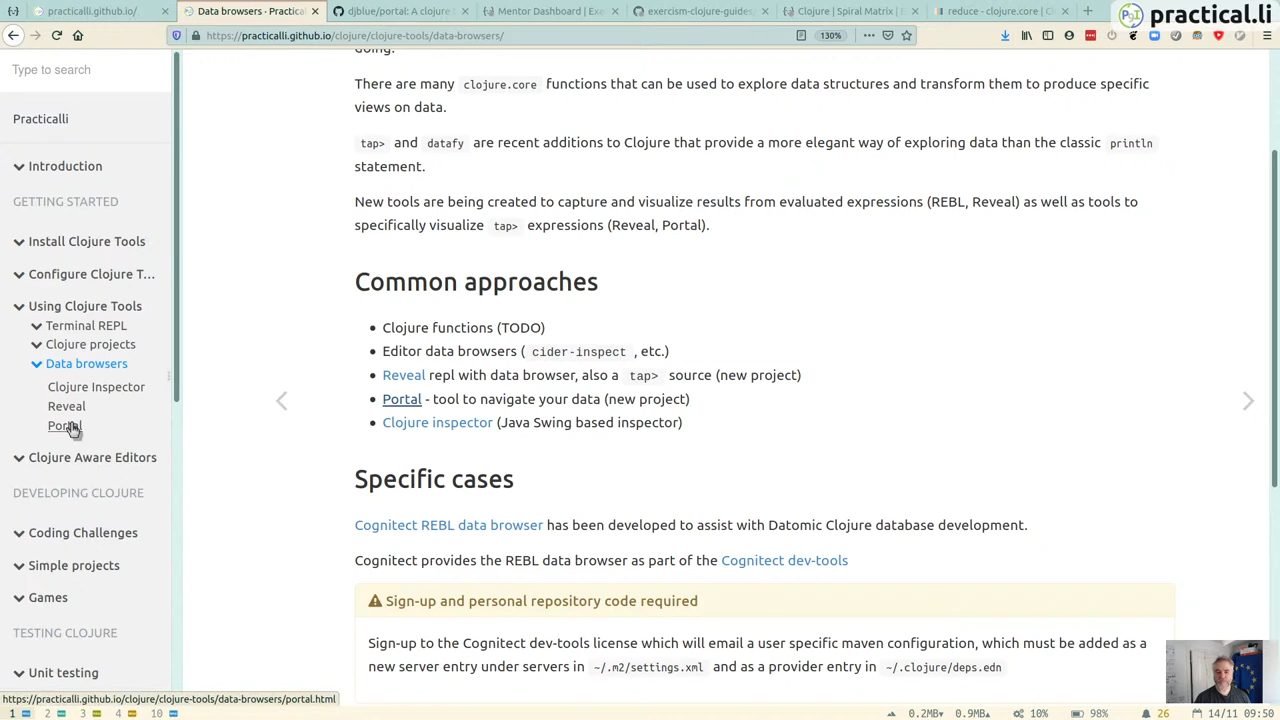 practicalli.github.io/
Data browsers · Practica
djblue/portal: A clojure
Mentor Dashboard | Exe
exercism-clojure-guides
Clojure | Spiral Matrix |
reduce - clojure.core | C
practical.li
https://practicalli.github.io/clojure/clojure-tools/data-browsers/
130%
Type to search
Practicalli
Introduction
GETTING STARTED
Install Clojure Tools
Configure Clojure T...
Using Clojure Tools
Terminal REPL
Clojure projects
Data browsers
Clojure Inspector
Reveal
Portal
Clojure Aware Editors
DEVELOPING CLOJURE
Coding Challenges
Simple projects
Games
TESTING CLOJURE
Unit testing
going.
There are many clojure.core functions that can be used to explore data structures and transform them to produce specific
views on data.
tap> and datafy are recent additions to Clojure that provide a more elegant way of exploring data than the classic println
statement.
New tools are being created to capture and visualize results from evaluated expressions (REBL, Reveal) as well as tools to
specifically visualize tap> expressions (Reveal, Portal).
Common approaches
• Clojure functions (TODO)
• Editor data browsers ( cider-inspect , etc.)
• Reveal repl with data browser, also a tap> source (new project)
• Portal - tool to navigate your data (new project)
• Clojure inspector (Java Swing based inspector)
Specific cases
Cognitect REBL data browser has been developed to assist with Datomic Clojure database development.
Cognitect provides the REBL data browser as part of the Cognitect dev-tools
Sign-up and personal repository code required
Sign-up to the Cognitect dev-tools license which will email a user specific maven configuration, which must be added as a
new server entry under servers in ~/.m2/settings.xml and as a provider entry in ~/.clojure/deps.edn
https://practicalli.github.io/clojure/clojure-tools/data-browsers/portal.html
1 2 3 4 10
0.2MB 0.9MB 10% 98% 26 14/11 09:50